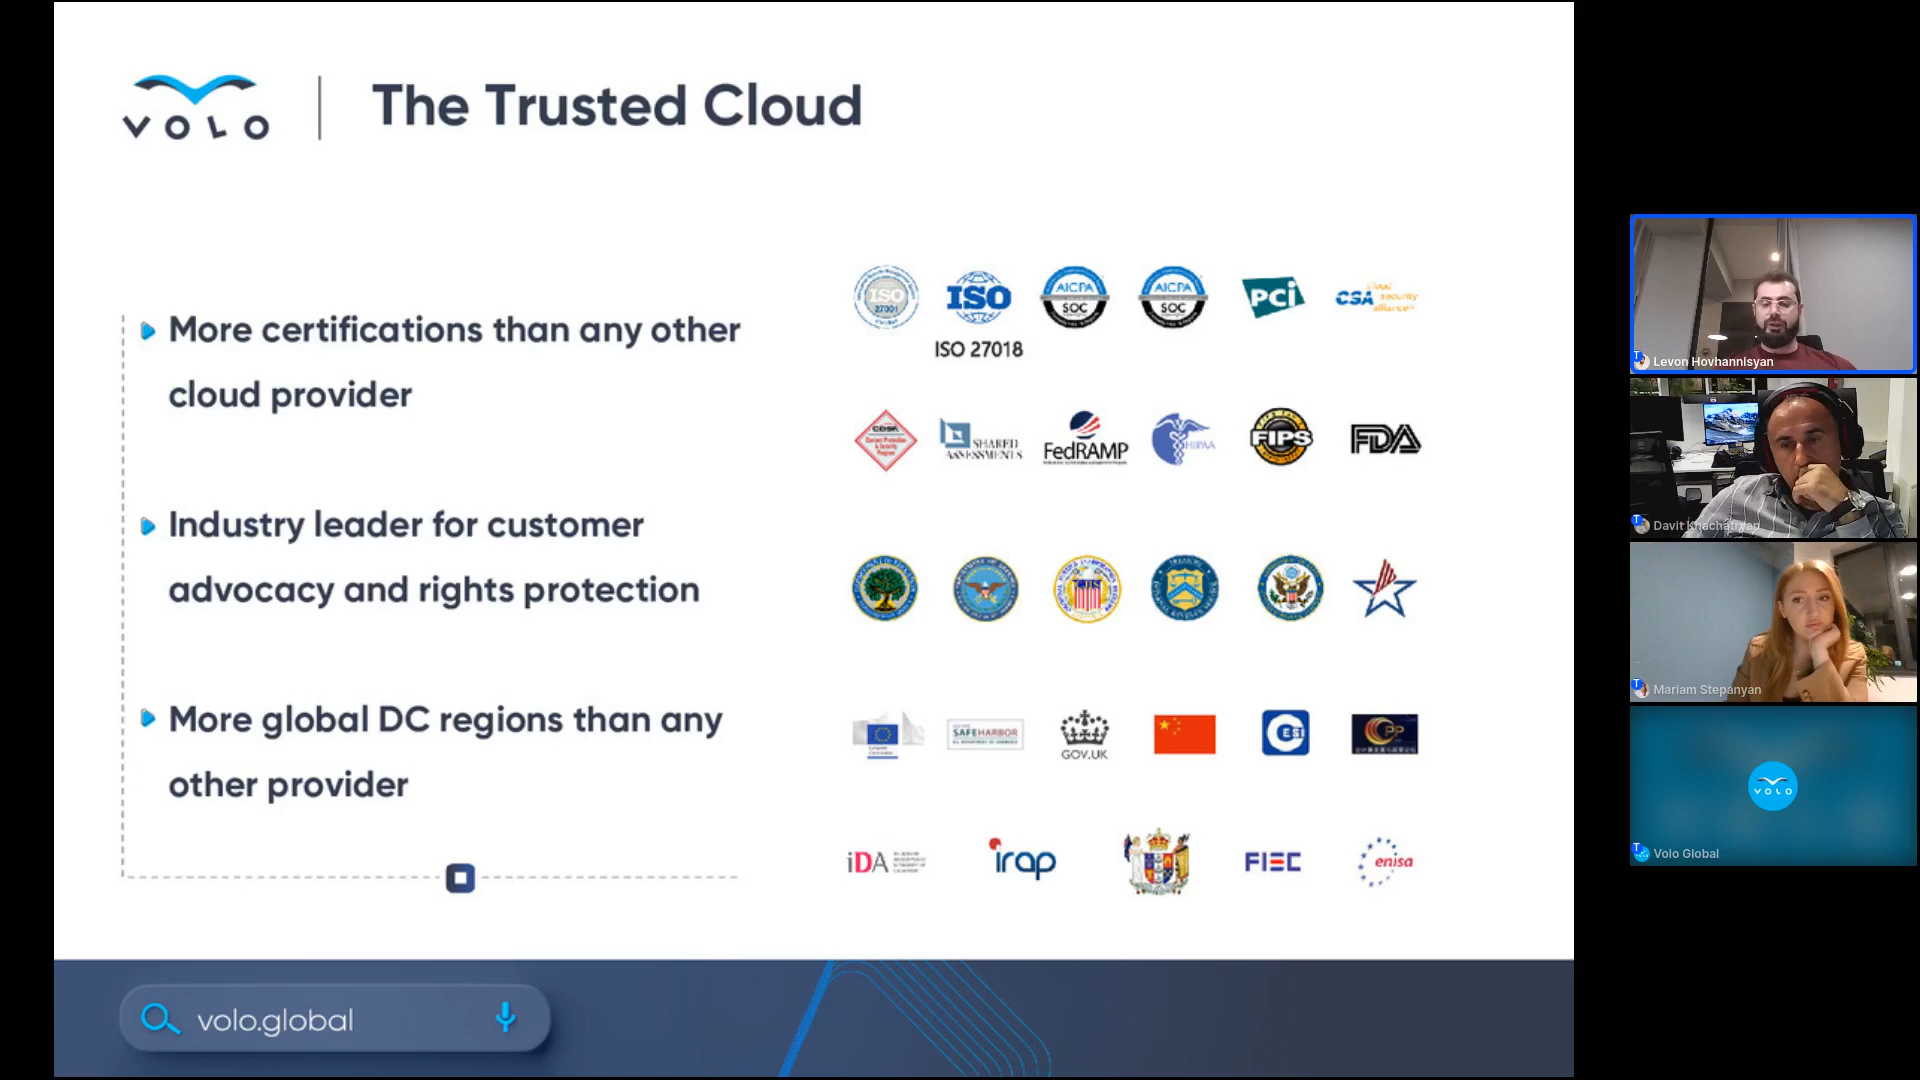 VOLO
The Trusted Cloud
More certifications than any other
cloud provider
Industry leader for customer
advocacy and rights protection
More global DC regions than any
other provider
ISO
27001
ISO
ISO 27018
AICPA
SOC
AICPA
SOC
PCi
CSA cloud
security
alliance
CDSA
SHARED
ASSESSMENTS
FedRAMP
HIPAA
FIPS
FDA
SAFEHARBOR
GOV.UK
CESI
iDA
irap
FIEC
enisa
volo.global
Levon Hovhannisyan
Davit Khachatryan
Mariam Stepanyan
VOLO
Volo Global